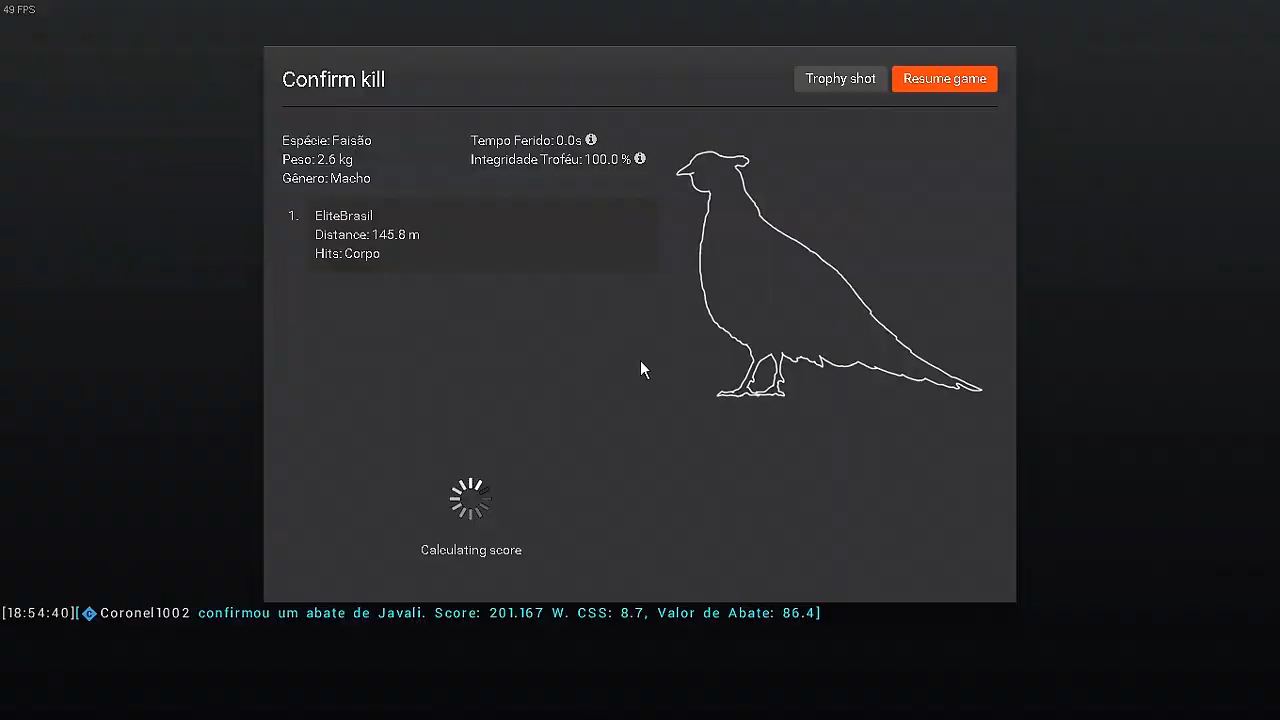 49 FPS
Confirm kill
Trophy shot
Resume game
Espécie: Faisão
Tempo Ferido: 0.0s
Peso: 2.6 kg
Integridade Troféu: 100.0 %
Gênero: Macho
1. EliteBrasil
Distance: 145.8 m
Hits: Corpo
Calculating score
[18:54:40][Coronel1002 confirmou um abate de Javali. Score: 201.167 W. CSS: 8.7, Valor de Abate: 86.4]